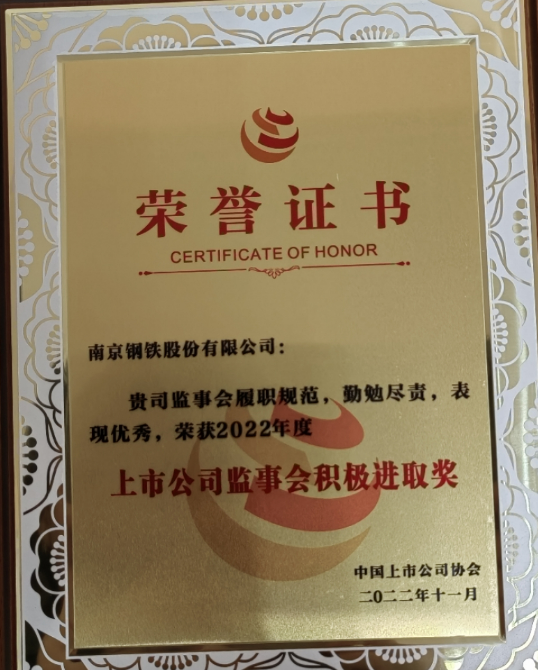 荣誉证书
CERTIFICATE OF HONOR
南京钢铁股份有限公司：
贵司监事会履职规范，勤勉尽责，表
现优秀，荣获2022年度
上市公司监事会积极进取奖
中国上市公司协会
二〇二二年十一月